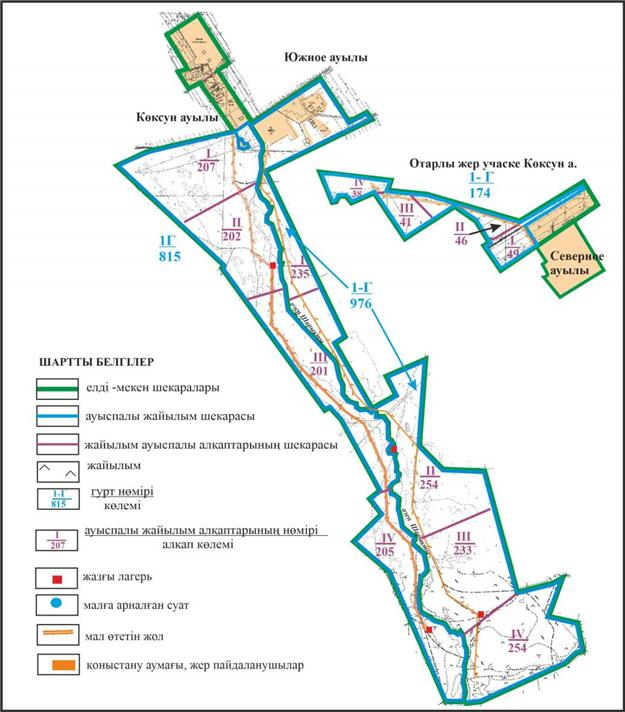 Южное ауылы
Көксун ауылы
Отарлы жер учаске Көксун а.
1-Г
174
I
207
IV
38
III
41
II
46
I
49
Северное
ауылы
1Г
815
II
202
I
235
1-Г
976
өзен Шерубай
III
201
II
254
III
233
IV
205
IV
254
ШАРТТЫ БЕЛГІЛЕР
елді -мекен шекаралары
ауыспалы жайылым шекарасы
жайылым ауыспалы алқаптарының шекарасы
жайылым
1-Г
815
гурт нөмірі
көлемі
I
207
ауыспалы жайылым алқаптарының нөмірі
алқап көлемі
жазғы лагерь
малға арналған суат
мал өтетін жол
қоныстану аумағы, жер пайдаланушылар